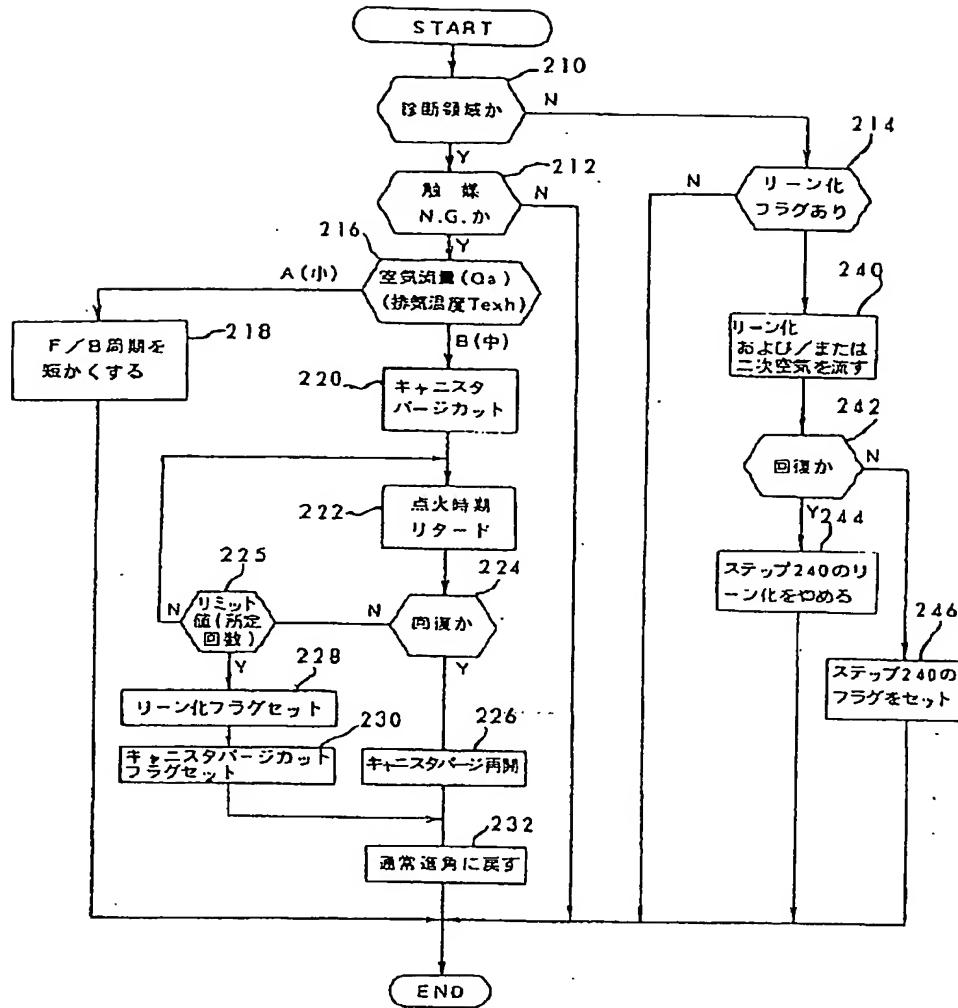 START
210
診断領域か
N
Y
212
触媒
N.G.か
N
Y
214
リーン化
フラグあり
N
216
空気流量(Qa)
(排気温度Texh)
A(小)
B(中)
218
F/B周期を
短かくする
220
キャニスタ
パージカット
222
点火時期
リタード
224
回復か
N
Y
225
リミット
値(所定
回数)
N
Y
228
リーン化フラグセット
230
キャニスタパージカット
フラグセット
226
キャニスタパージ再開
232
通常進角に戻す
240
リーン化
および/または
二次空気を流す
242
回復か
N
Y
244
ステップ240のリ
ーン化をやめる
246
ステップ240の
フラグをセット
END